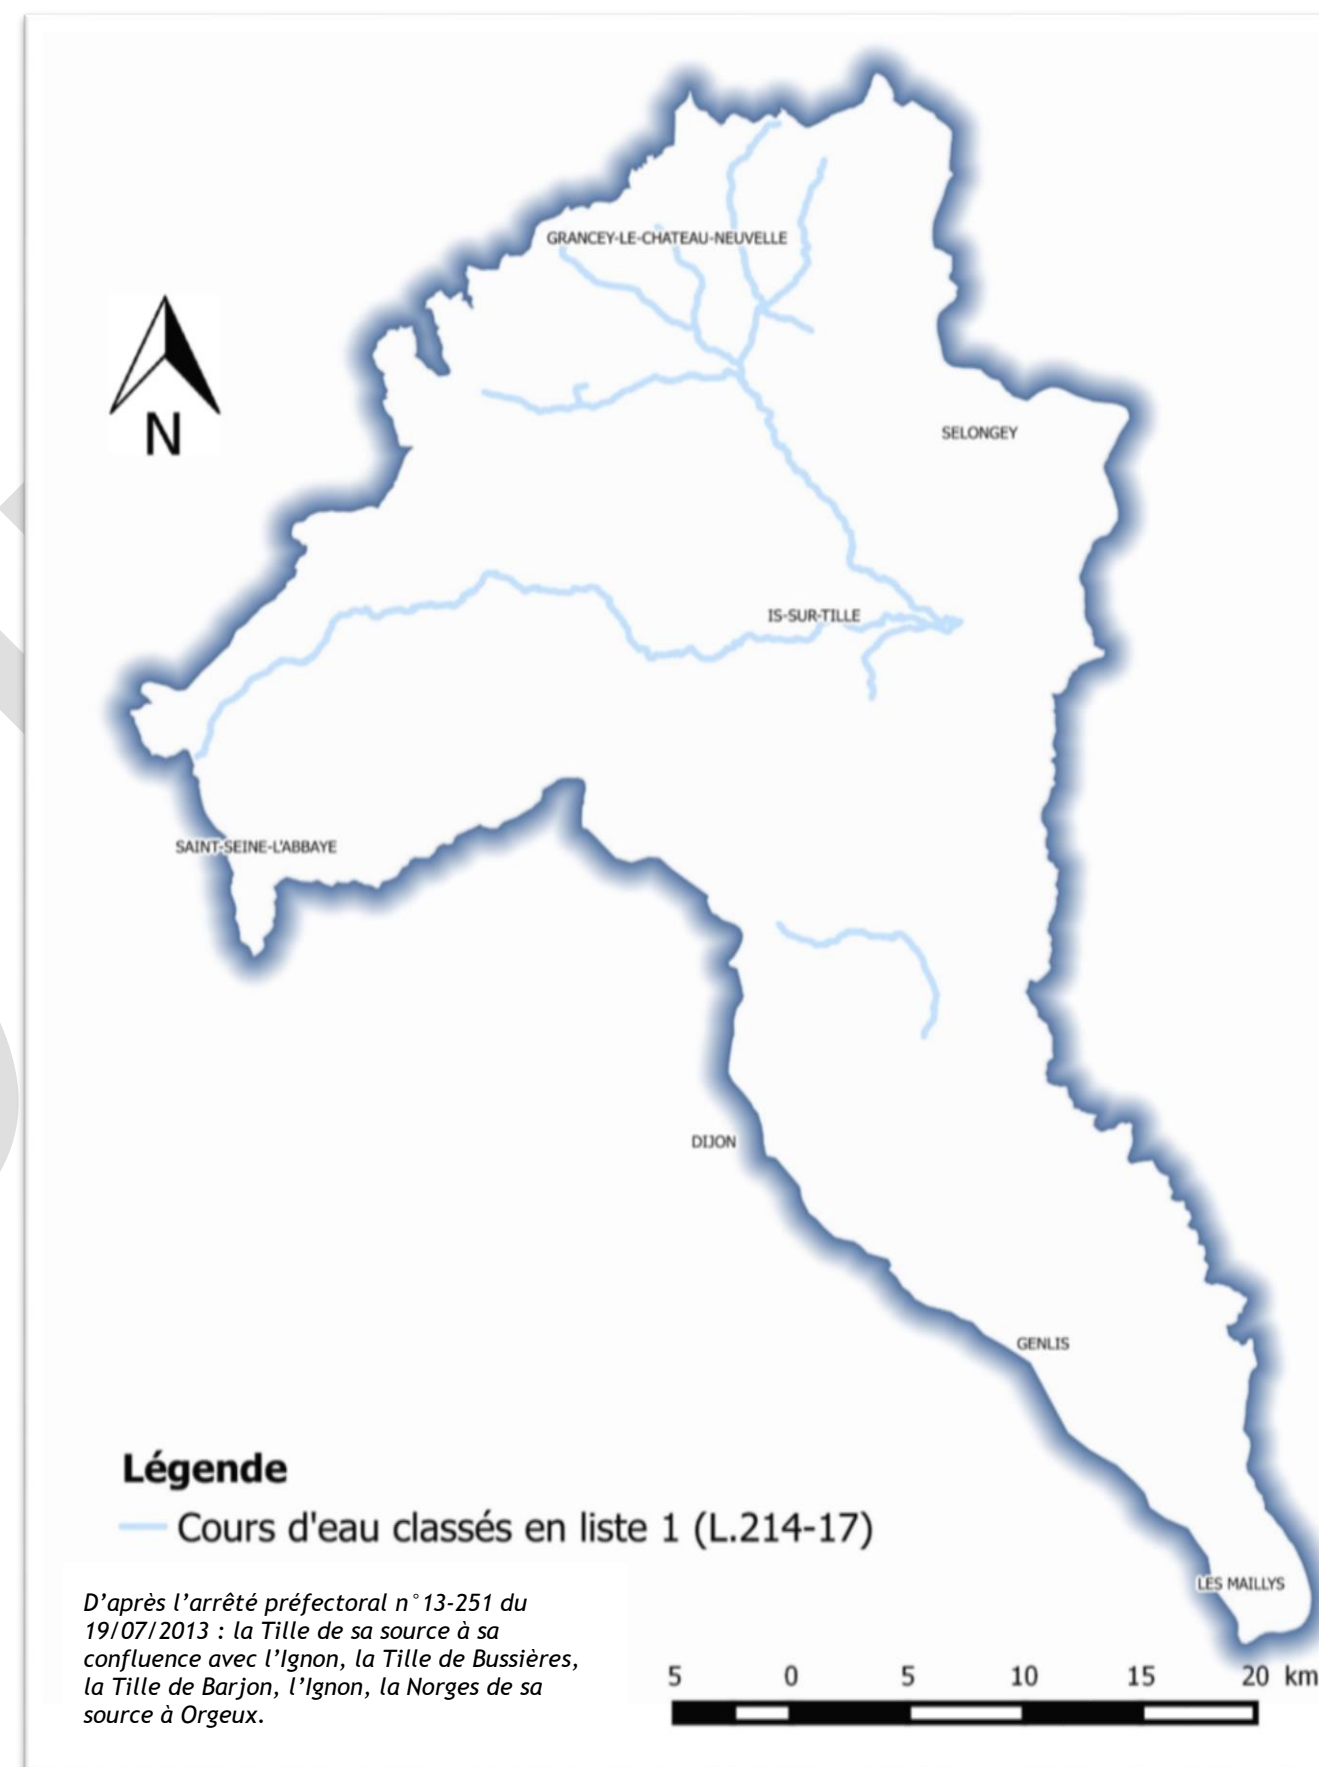 GRANCEY-LE-CHATEAU-NEUVELLE
N
SELONGEY
IS-SUR-TILLE
SAINT-SEINE-L'ABBAYE
DIJON
GENLIS
Légende
Cours d'eau classés en liste 1 (L.214-17)
LES MAILLYS
D’après l’arrêté préfectoral n°13-251 du
19/07/2013 : la Tille de sa source à sa
confluence avec l’Ignon, la Tille de Bussières,
la Tille de Barjon, l’Ignon, la Norges de sa
source à Orgeux.
5 0 5 10 15 20 km